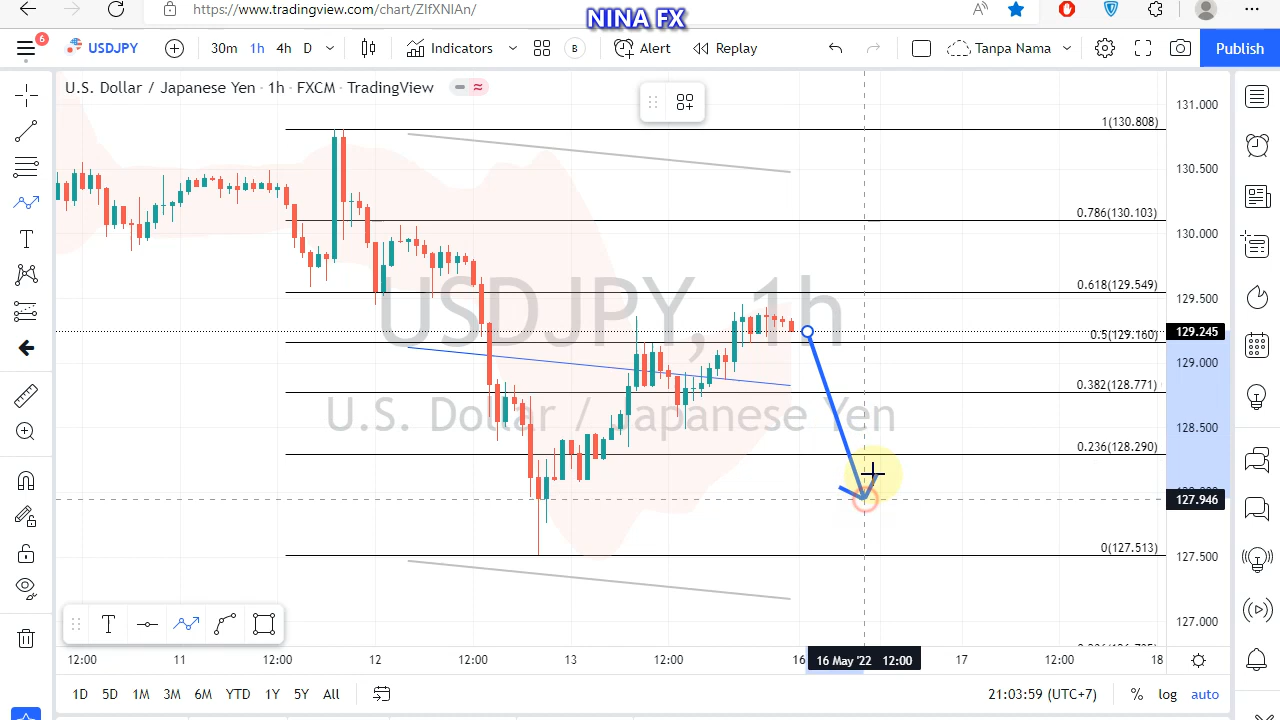 https://www.tradingview.com/chart/ZIfXNIAn/
NINA FX
6
USDJPY
30m 1h 4h D
Indicators
B
Alert
Replay
Tanpa Nama
Publish
U.S. Dollar / Japanese Yen · 1h · FXCM · TradingView
131.000
1(130.808)
130.500
0.786(130.103)
130.000
USDJPY, 1h
U.S. Dollar / Japanese Yen
0.618(129.549)
129.500
129.245
0.5(129.160)
129.000
0.382(128.771)
128.500
0.236(128.290)
127.946
0(127.513)
127.500
127.000
12:00 11 12:00 12 12:00 13 12:00 16 16 May '22 12:00 17 12:00 18
1D 5D 1M 3M 6M YTD 1Y 5Y All
21:03:59 (UTC+7) % log auto